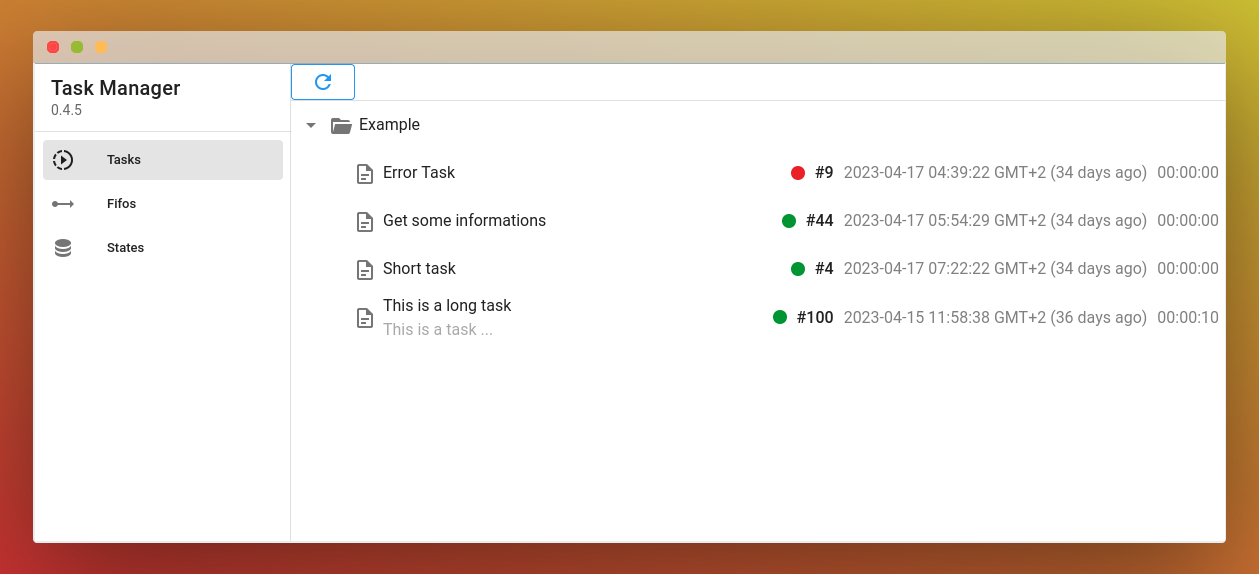 Task Manager
0.4.5
Tasks
Fifos
States
Example
Error Task #9 2023-04-17 04:39:22 GMT+2 (34 days ago) 00:00:00
Get some informations #44 2023-04-17 05:54:29 GMT+2 (34 days ago) 00:00:00
Short task #4 2023-04-17 07:22:22 GMT+2 (34 days ago) 00:00:00
This is a long task
This is a task ...
#100 2023-04-15 11:58:38 GMT+2 (36 days ago) 00:00:10